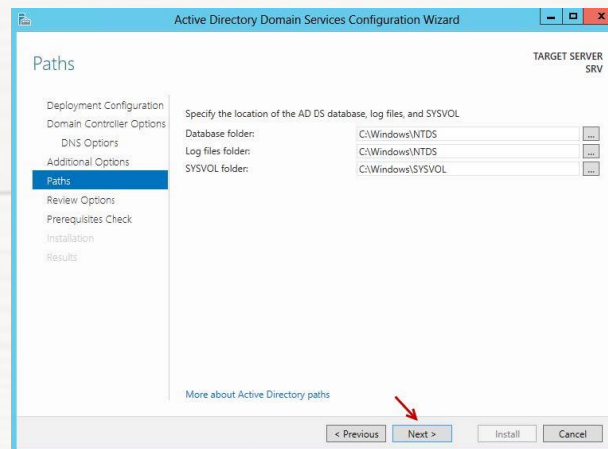 Active Directory Domain Services Configuration Wizard
Paths
TARGET SERVER
SRV
Deployment Configuration
Domain Controller Options
DNS Options
Additional Options
Paths
Review Options
Prerequisites Check
Installation
Results
Specify the location of the AD DS database, log files, and SYSVOL
Database folder: C:\Windows\NTDS ...
Log files folder: C:\Windows\NTDS ...
SYSVOL folder: C:\Windows\SYSVOL ...
More about Active Directory paths
< Previous Next > Install Cancel